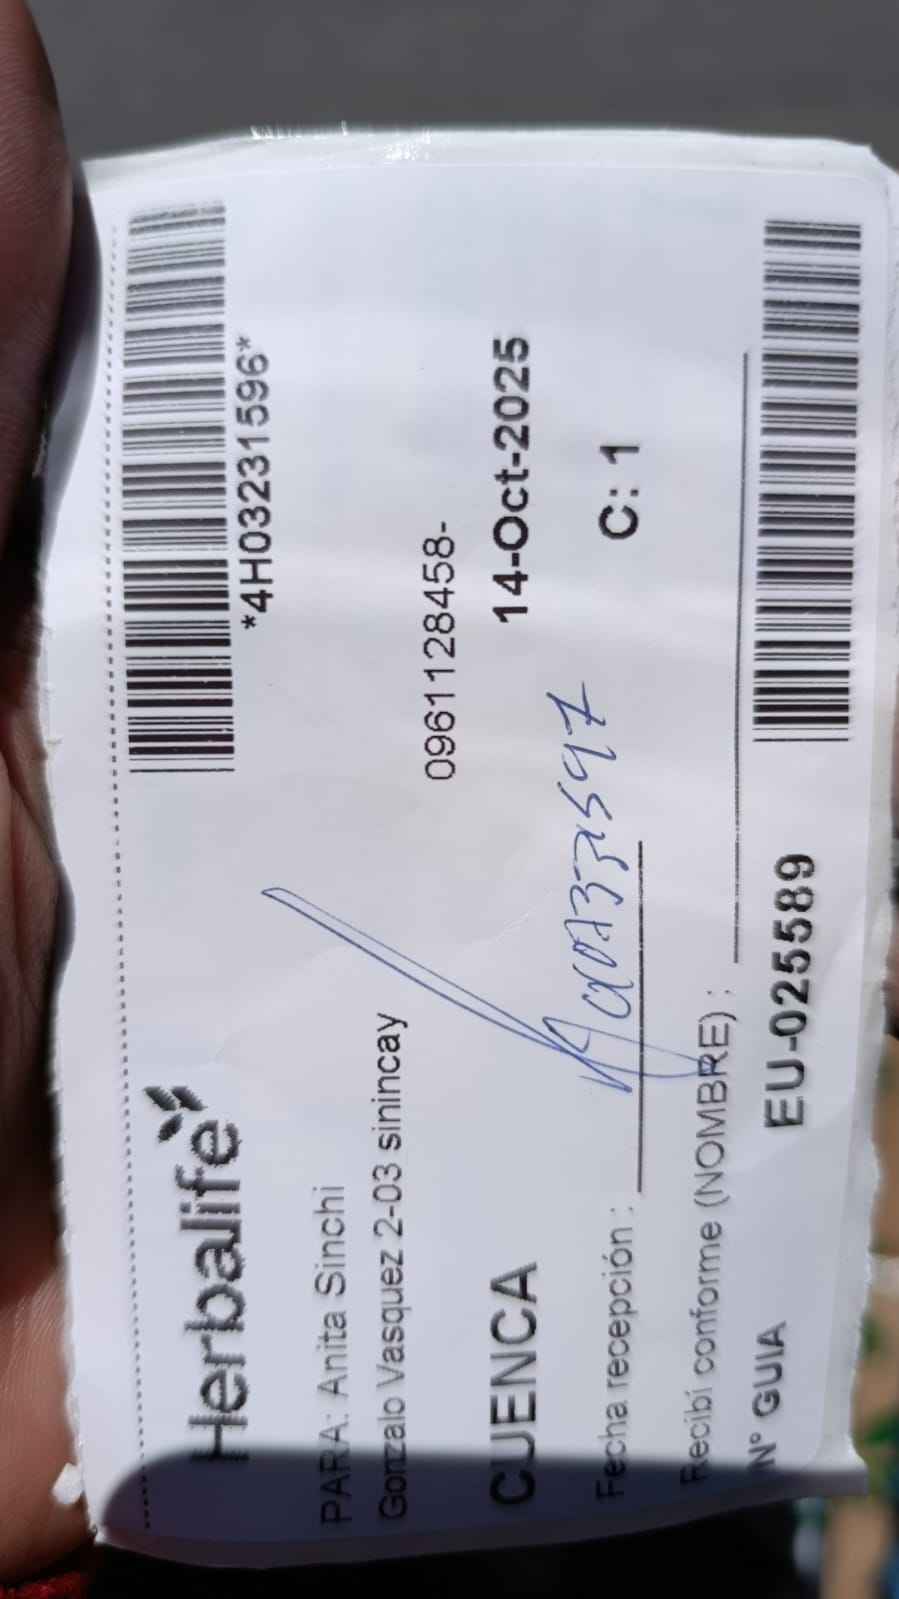 Herbalife
*4H03231596*
PARA: Anita Sinchi
Gonzalo Vasquez 2-03 sinincay
0961128458-
CUENCA
14-Oct-2025
Fecha recepción :
C: 1
Recibí conforme (NOMBRE) :
N° GUIA
EU-025589